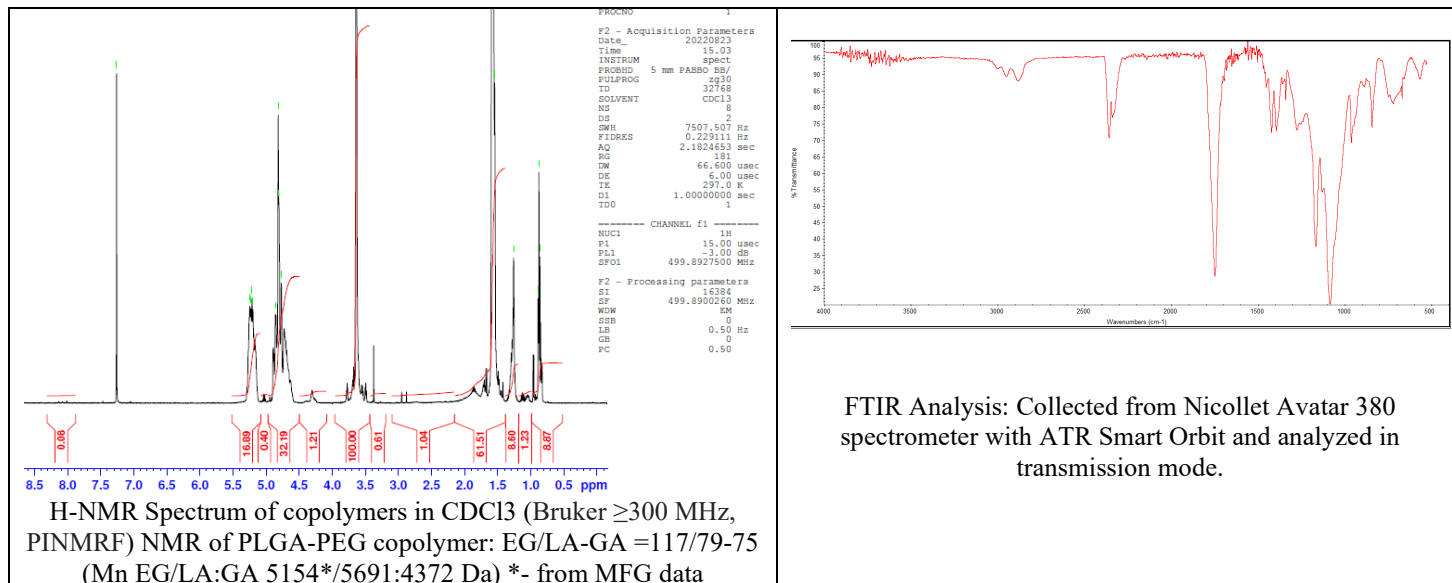 PROCNO 1
F2 - Acquisition Parameters
Date_ 20220823
Time 15.03
INSTRUM spect
PROBHD 5 mm PABBO BB/
PULPROG zg30
TD 32768
SOLVENT CDCl3
NS 8
DS 2
SWH 7507.507 Hz
FIDRES 0.229111 Hz
AQ 2.1824653 sec
RG 181
DW 66.600 usec
DE 6.00 usec
TE 297.0 K
D1 1.00000000 sec
TD0 1
======== CHANNEL f1 ========
NUC1 1H
P1 15.00 usec
PL1 -3.00 dB
SFO1 499.8927500 MHz
F2 - Processing parameters
SI 16384
SF 499.8900260 MHz
WDW EM
SSB 0
LB 0.50 Hz
GB 0
PC 0.50
0.08 16.89 0.40 32.19 1.21 100.00 0.61 1.04 61.51 8.60 1.23 8.87
8.5 8.0 7.5 7.0 6.5 6.0 5.5 5.0 4.5 4.0 3.5 3.0 2.5 2.0 1.5 1.0 0.5 ppm
H-NMR Spectrum of copolymers in CDCl3 (Bruker ≥300 MHz,
PINMRF) NMR of PLGA-PEG copolymer: EG/LA-GA =117/79-75
(Mn EG/LA:GA 5154*/5691:4372 Da) *- from MFG data
100
95
90
85
80
75
70
65
60
55
50
45
40
35
30
25
% Transmittance
4000 3500 3000 2500 2000 1500 1000 500
Wavenumbers (cm-1)
FTIR Analysis: Collected from Nicollet Avatar 380
spectrometer with ATR Smart Orbit and analyzed in
transmission mode.